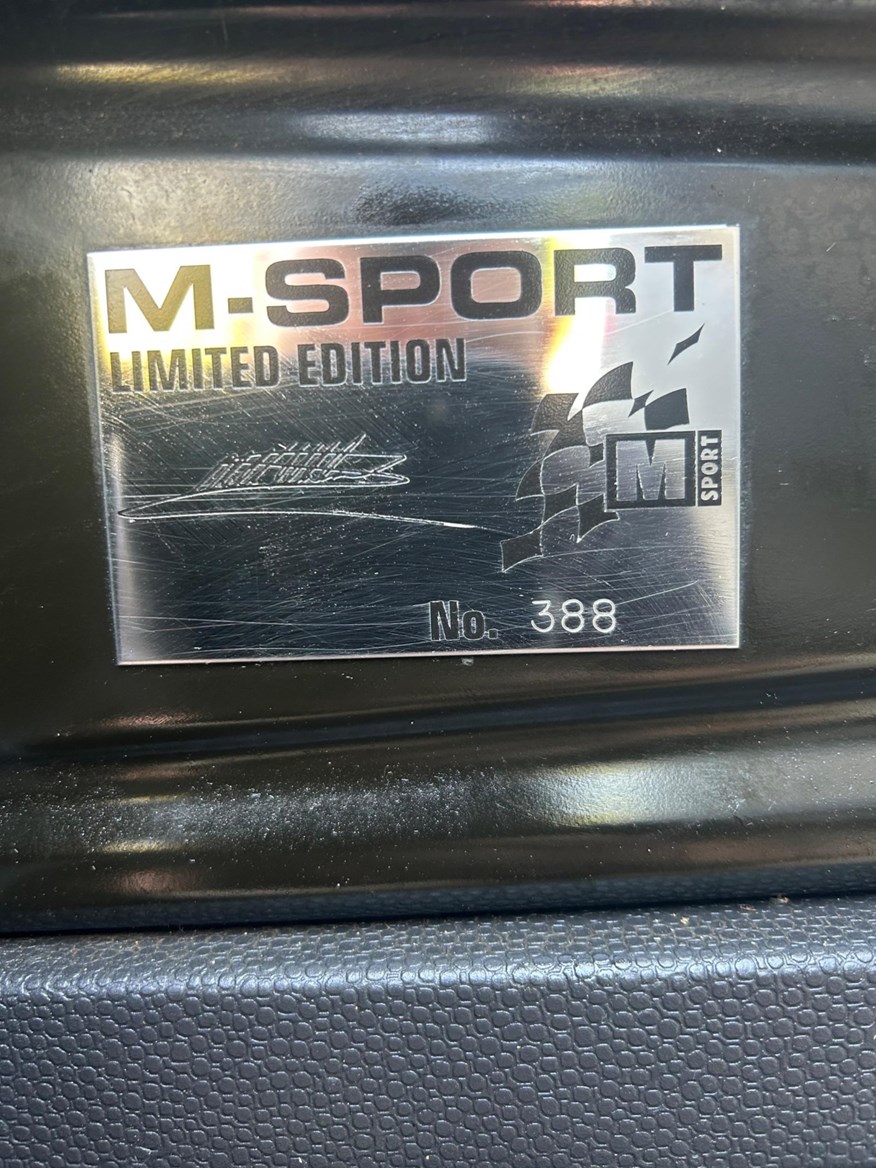 M-SPORT
LIMITED EDITION
M
SPORT
No. 388